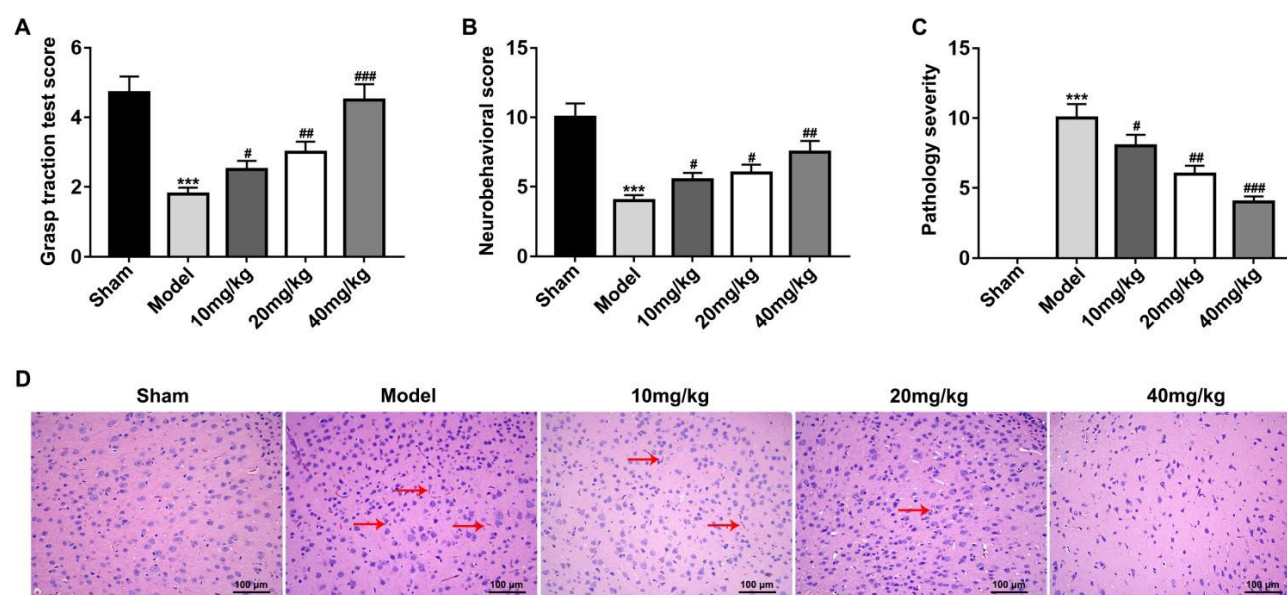 A
Grasp traction test score
6
4
2
0
***
#
##
###
Sham
Model
10mg/kg
20mg/kg
40mg/kg
B
Neurobehavioral score
15
10
5
0
***
#
#
##
Sham
Model
10mg/kg
20mg/kg
40mg/kg
C
Pathology severity
15
10
5
0
***
#
##
###
Sham
Model
10mg/kg
20mg/kg
40mg/kg
D
Sham
Model
10mg/kg
20mg/kg
40mg/kg
100 μm
100 μm
100 μm
100 μm
100 μm